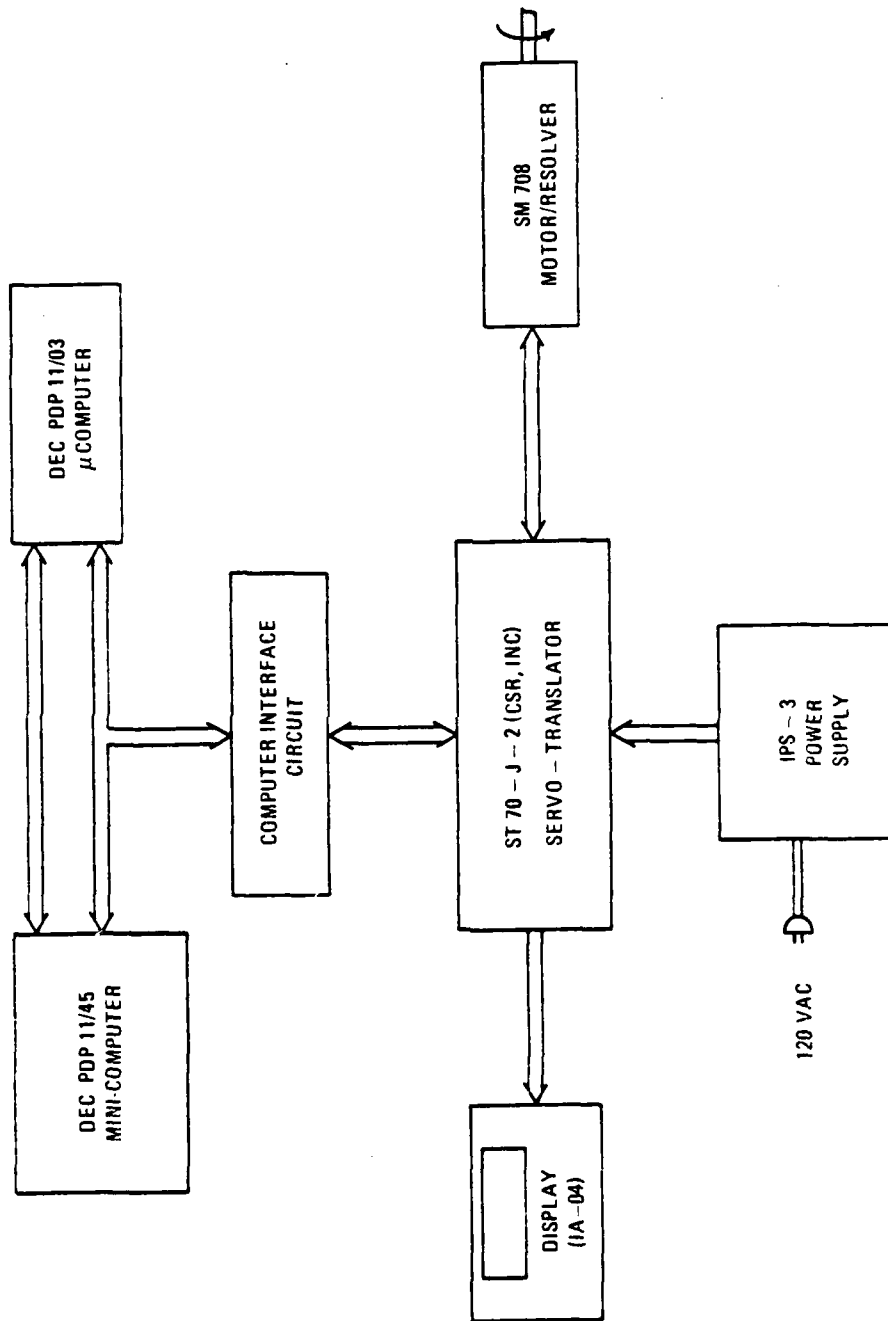 DEC PDP 11/45
MINI-COMPUTER
DEC PDP 11/03
μCOMPUTER
COMPUTER INTERFACE
CIRCUIT
DISPLAY
(IA-04)
ST 70 – J – 2 (CSR, INC)
SERVO – TRANSLATOR
SM 708
MOTOR/RESOLVER
120 VAC
IPS – 3
POWER
SUPPLY